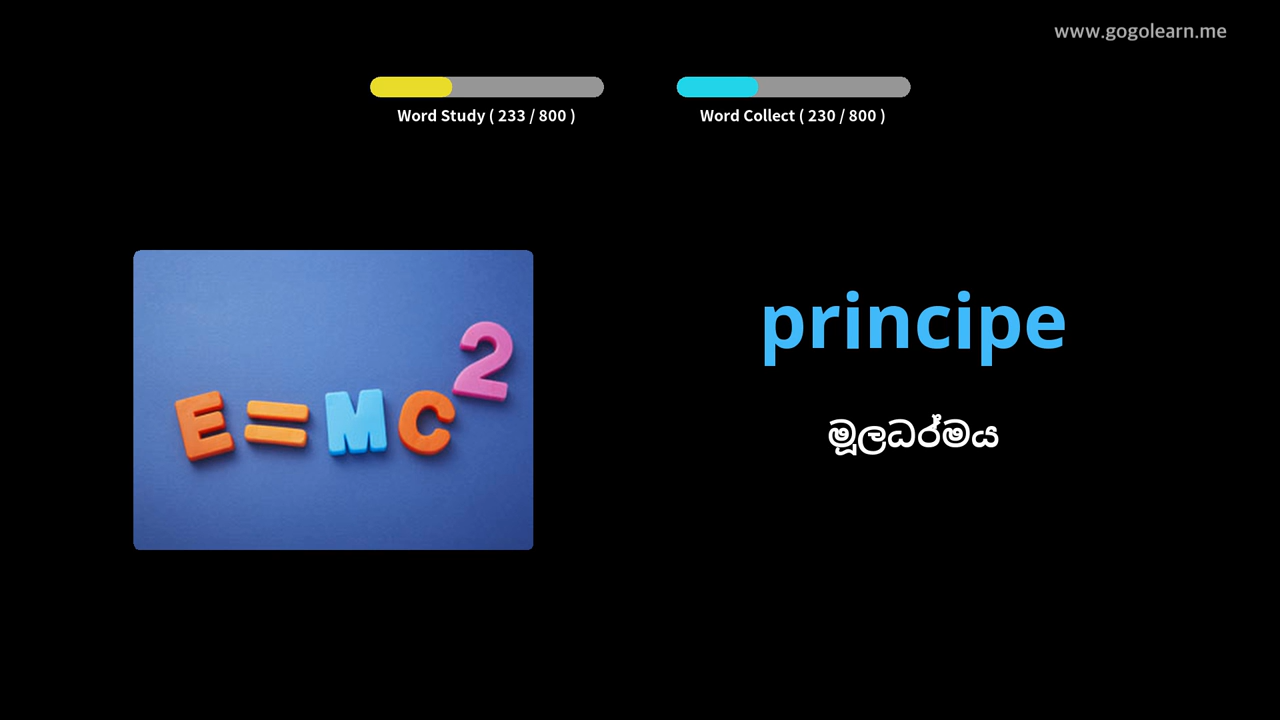 www.gogolearn.me
Word Study ( 233 / 800 )
Word Collect ( 230 / 800 )
E=MC2
principe
මූලධර්මය